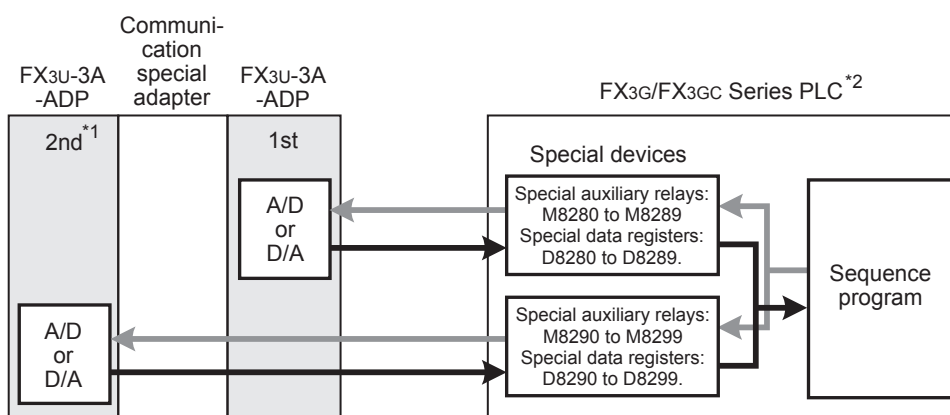 Communi-
cation
special
adapter
FX3U-3A
-ADP
FX3U-3A
-ADP
FX3G/FX3GC Series PLC*2
2nd*1
1st
Special devices
A/D
or
D/A
Special auxiliary relays:
M8280 to M8289
Special data registers:
D8280 to D8289.
Sequence
program
A/D
or
D/A
Special auxiliary relays:
M8290 to M8299
Special data registers:
D8290 to D8299.